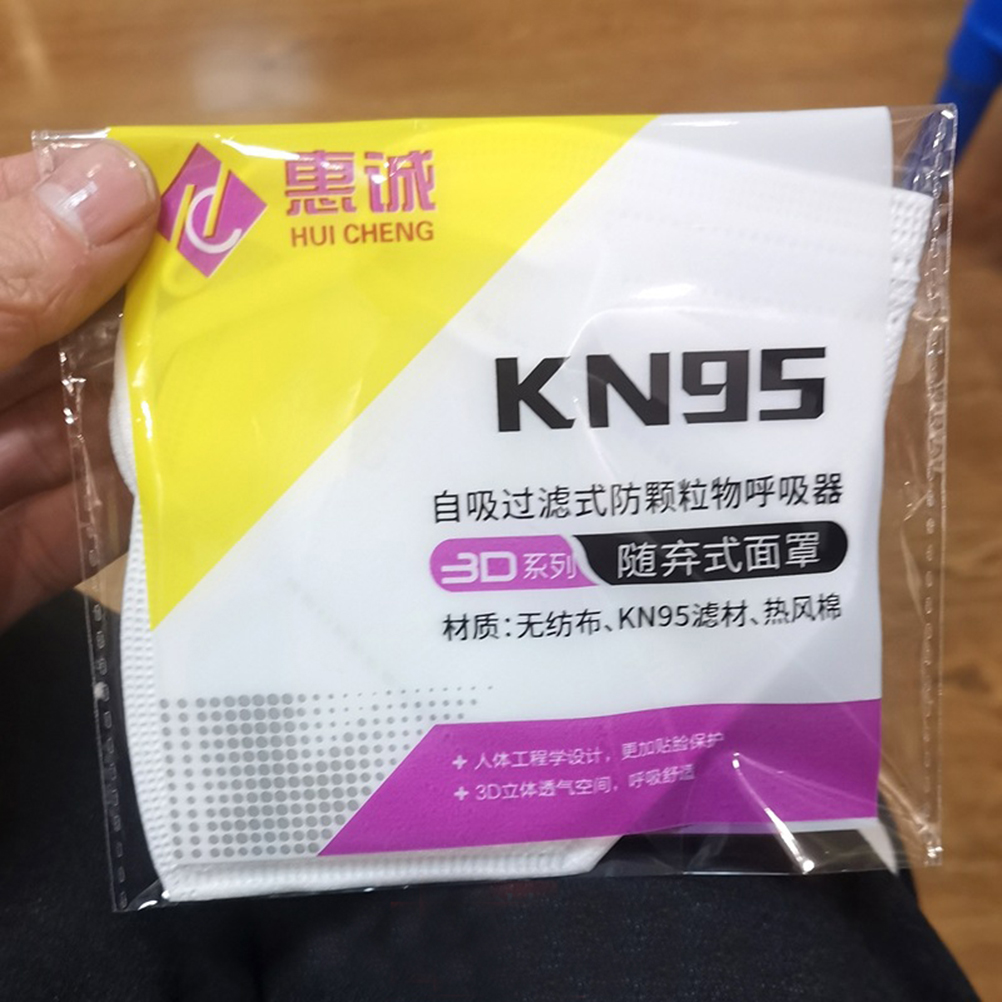 惠诚
HUI CHENG
KN95
自吸过滤式防颗粒物呼吸器
3D系列 随弃式面罩
材质:无纺布、KN95滤材、热风棉
+ 人体工程学设计，更加贴脸保护
+ 3D立体透气空间，呼吸舒适